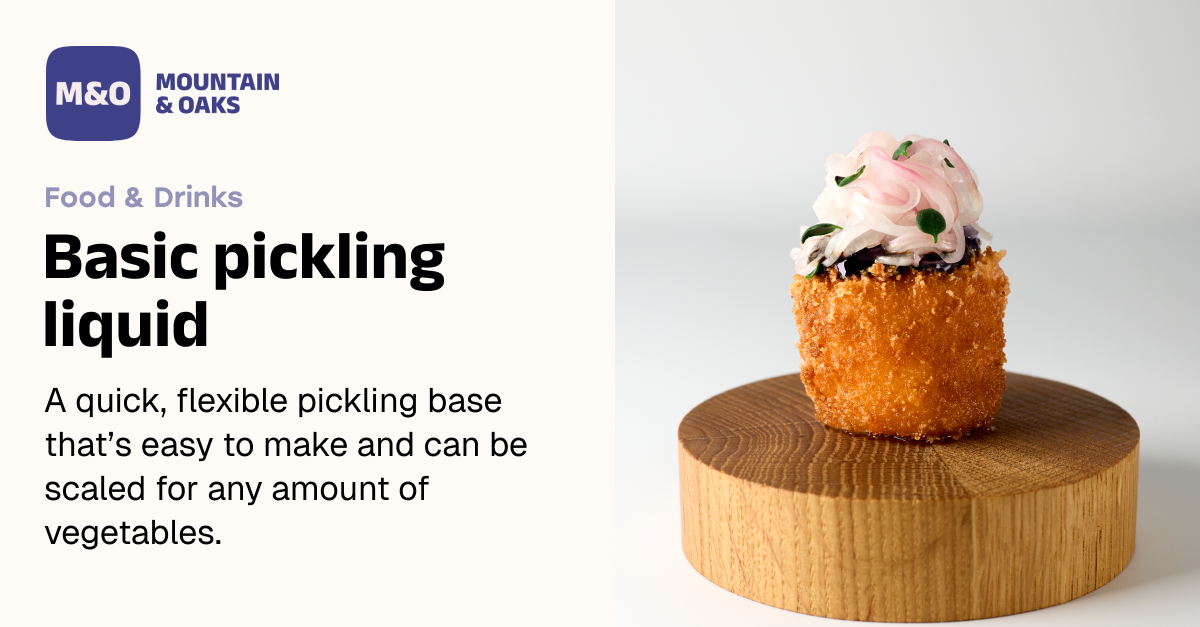 M&O
MOUNTAIN
& OAKS
Food & Drinks
Basic pickling
liquid
A quick, flexible pickling base
that’s easy to make and can be
scaled for any amount of
vegetables.